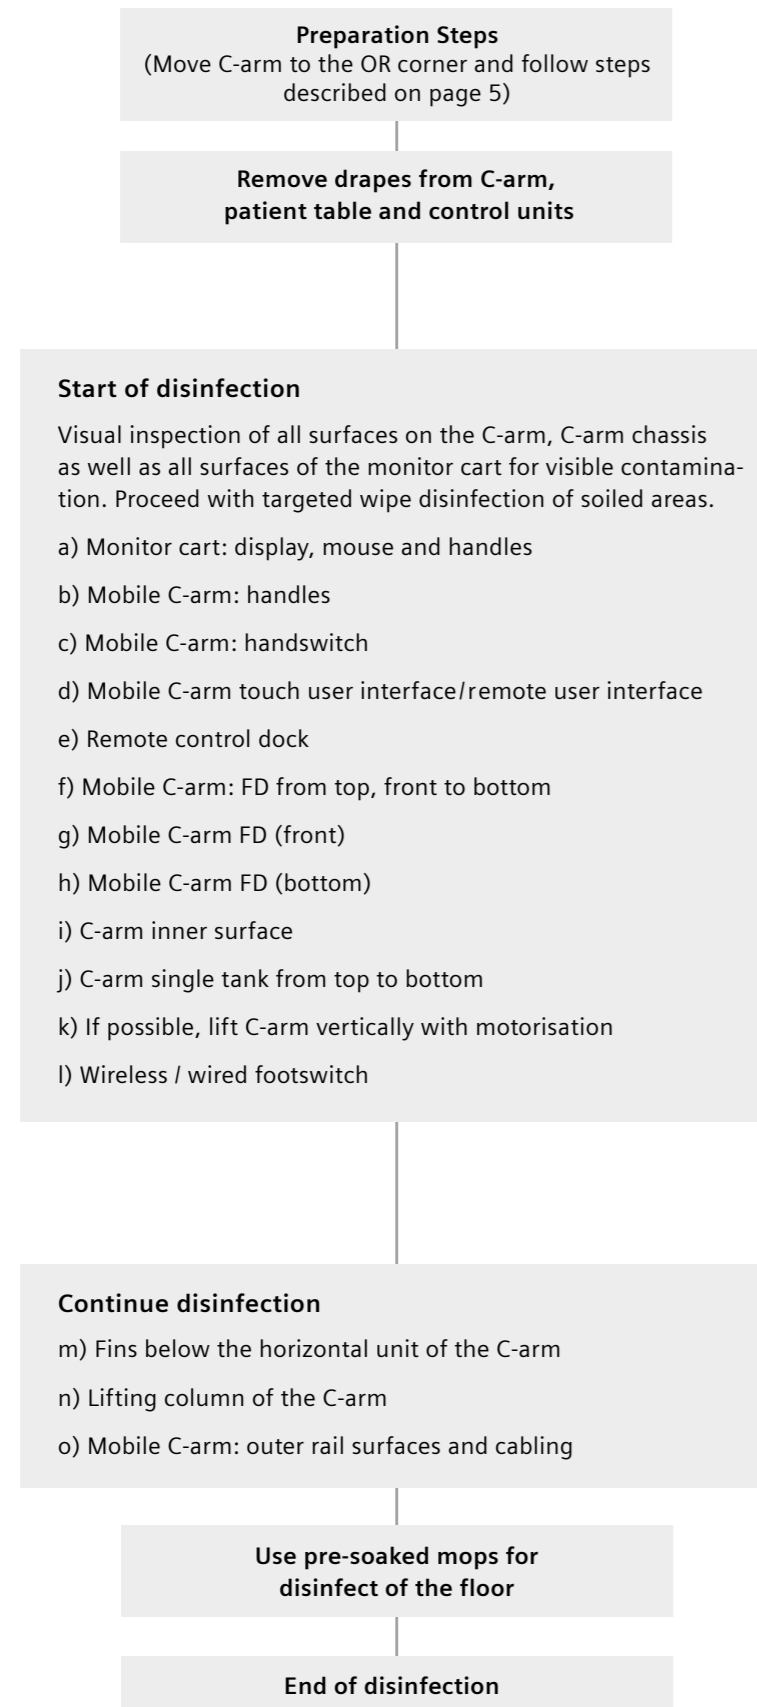 Preparation Steps
(Move C-arm to the OR corner and follow steps
described on page 5)
Remove drapes from C-arm,
patient table and control units
Start of disinfection
Visual inspection of all surfaces on the C-arm, C-arm chassis
as well as all surfaces of the monitor cart for visible contamina-
tion. Proceed with targeted wipe disinfection of soiled areas.
a) Monitor cart: display, mouse and handles
b) Mobile C-arm: handles
c) Mobile C-arm: handswitch
d) Mobile C-arm touch user interface/remote user interface
e) Remote control dock
f) Mobile C-arm: FD from top, front to bottom
g) Mobile C-arm FD (front)
h) Mobile C-arm FD (bottom)
i) C-arm inner surface
j) C-arm single tank from top to bottom
k) If possible, lift C-arm vertically with motorisation
l) Wireless / wired footswitch
Continue disinfection
m) Fins below the horizontal unit of the C-arm
n) Lifting column of the C-arm
o) Mobile C-arm: outer rail surfaces and cabling
Use pre-soaked mops for
disinfect of the floor
End of disinfection